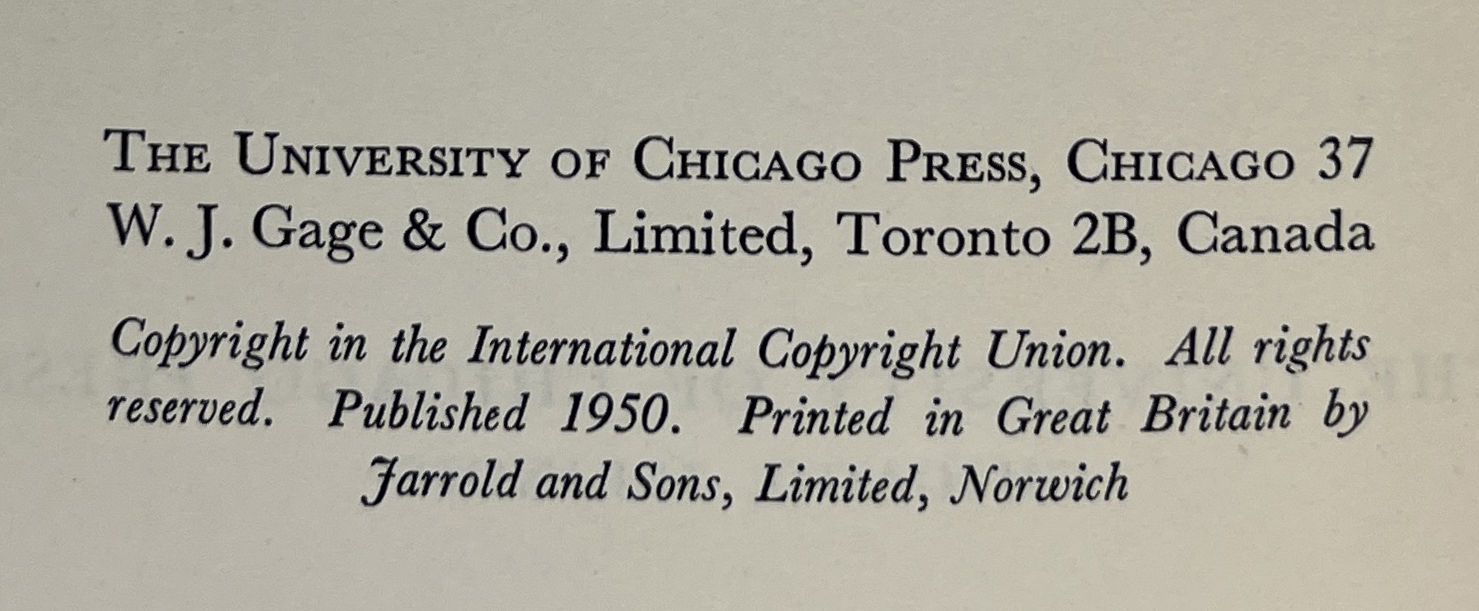 THE UNIVERSITY OF CHICAGO PRESS, CHICAGO 37
W. J. Gage & Co., Limited, Toronto 2B, Canada
Copyright in the International Copyright Union. All rights
reserved. Published 1950. Printed in Great Britain by
Jarrold and Sons, Limited, Norwich